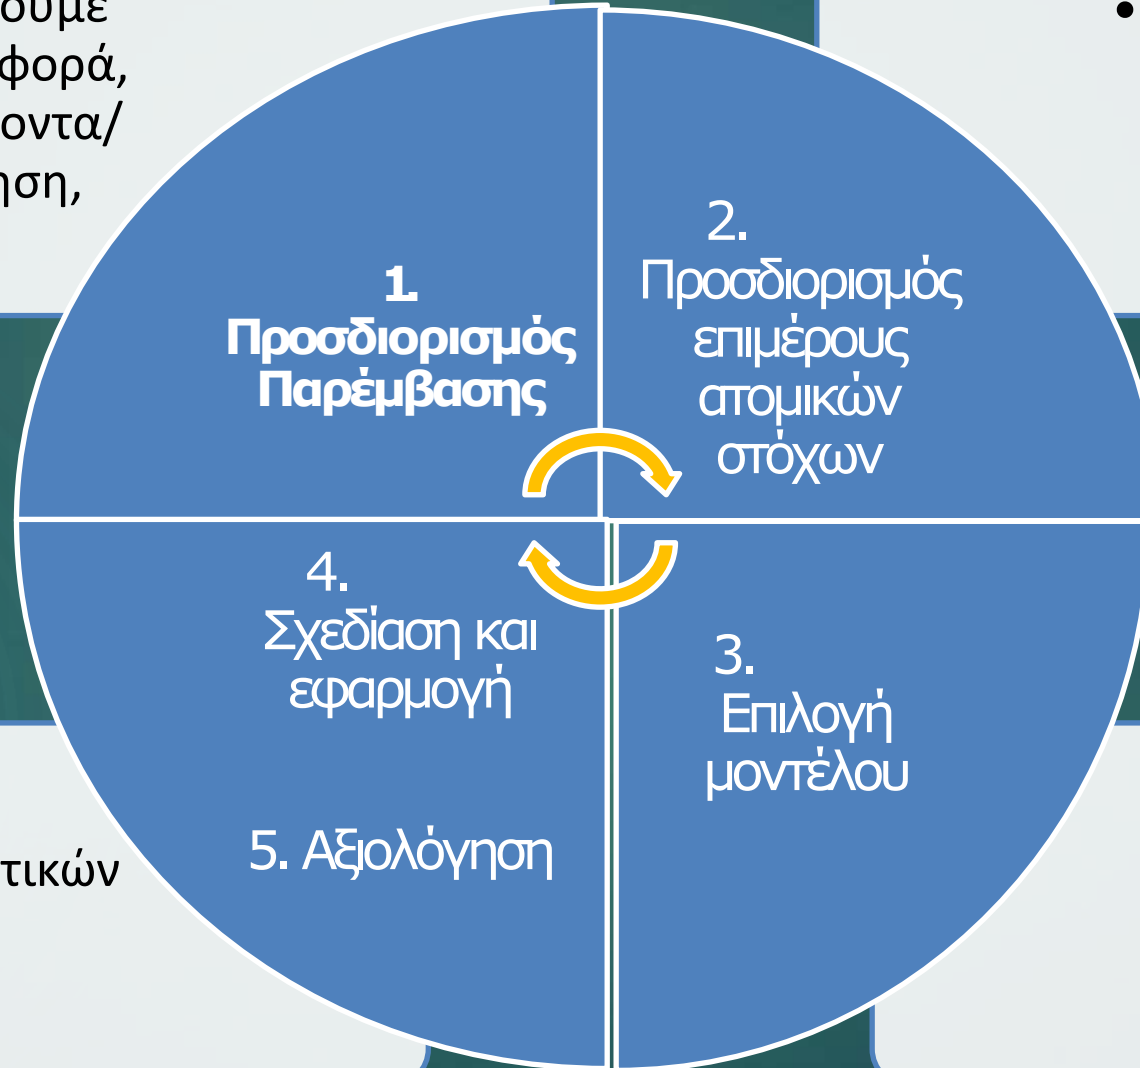 ουμε
φορά,
οντα/
ηση,
•
1.
Προσδιορισμός
Παρέμβασης
2.
Προσδιορισμός
επιμέρους
ατομικών
στόχων
4.
Σχεδίαση και
εφαρμογή
5. Αξιολόγηση
3.
Επιλογή
μοντέλου
τικών